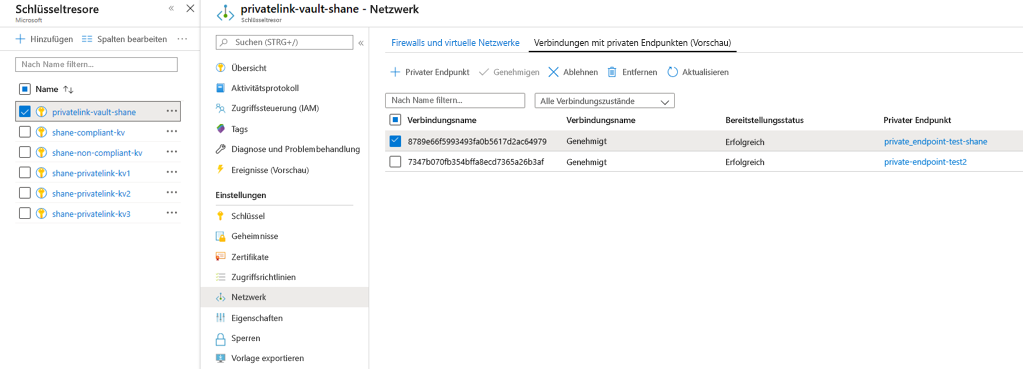 Schlüsseltresore
Microsoft
Hinzufügen
Spalten bearbeiten
Nach Name filtern...
Name
privatelink-vault-shane
shane-compliant-kv
shane-non-compliant-kv
shane-privatelink-kv1
shane-privatelink-kv2
shane-privatelink-kv3
privatelink-vault-shane - Netzwerk
Schlüsseltresor
Suchen (STRG+/)
Übersicht
Aktivitätsprotokoll
Zugriffssteuerung (IAM)
Tags
Diagnose und Problembehandlung
Ereignisse (Vorschau)
Einstellungen
Schlüssel
Geheimnisse
Zertifikate
Zugriffsrichtlinien
Netzwerk
Eigenschaften
Sperren
Vorlage exportieren
Firewalls und virtuelle Netzwerke
Verbindungen mit privaten Endpunkten (Vorschau)
Privater Endpunkt
Genehmigen
Ablehnen
Entfernen
Aktualisieren
Nach Name filtern...
Alle Verbindungszustände
Verbindungsname Verbindungsname Bereitstellungsstatus Privater Endpunkt
8789e66f5993493fa0b5617d2ac64979 Genehmigt Erfolgreich private_endpoint-test-shane
7347b070fb354bffa8ecd7365a26b3af Genehmigt Erfolgreich private-endpoint-test2